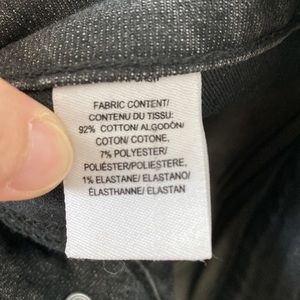 FABRIC CONTENT/
CONTENU DU TISSU:
92% COTTON/ ALGODÓN/
COTON/ COTONE,
7% POLYESTER/
POLIÉSTER/POLIESTERE,
1% ELASTANE/ ELASTANO/
ÉLASTHANNE/ ELASTAN